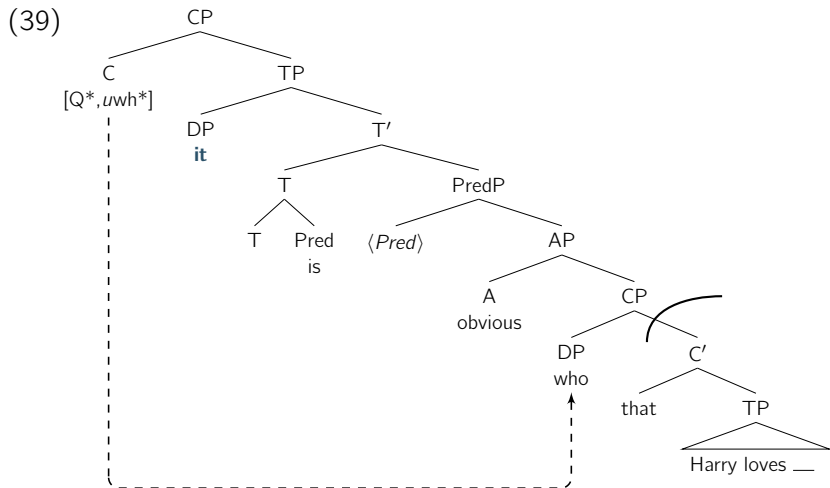 (39)
CP
C TP
[Q*,uwh*]
DP T′
it
T PredP
T Pred ⟨Pred⟩ AP
is
A CP
obvious
DP C′
who
that TP
Harry loves __